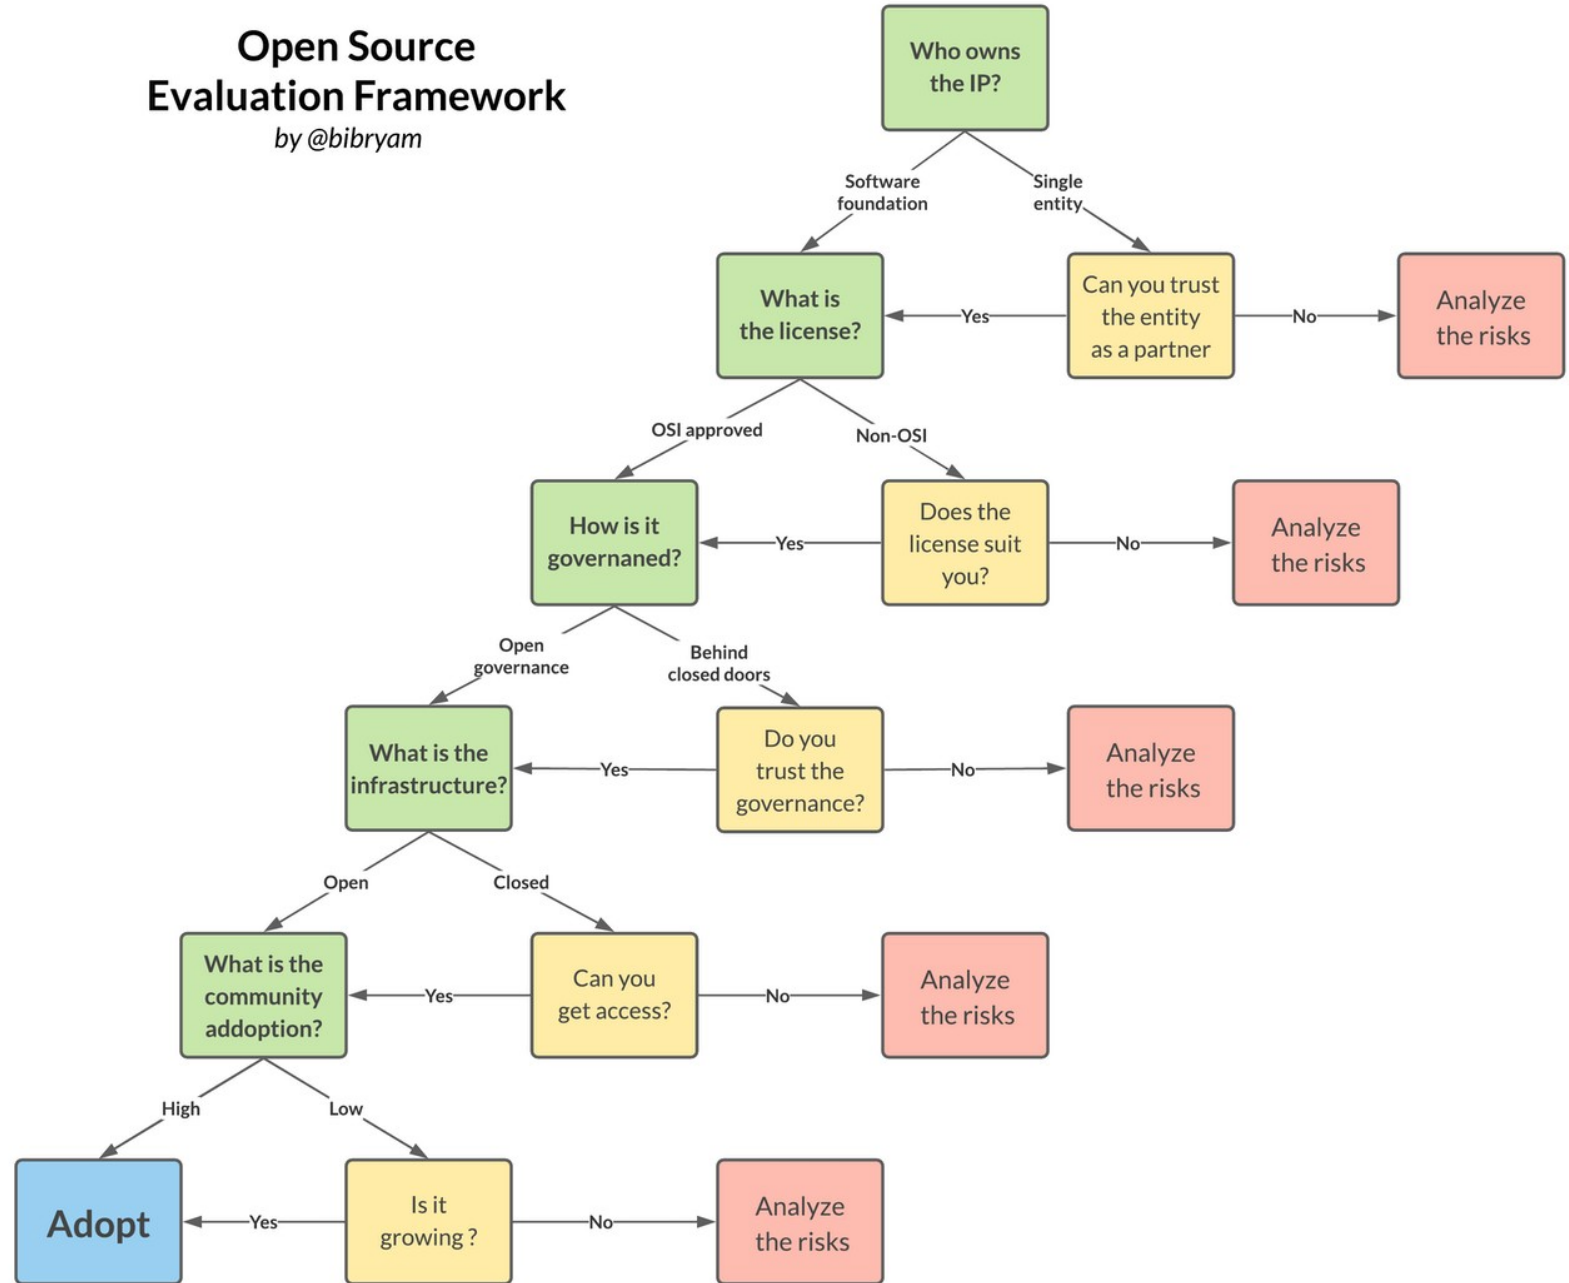 Open Source
Evaluation Framework
by @bibryam
Who owns
the IP?
Software
foundation
Single
entity
What is
the license?
Yes
Can you trust
the entity
as a partner
No
Analyze
the risks
OSI approved
Non-OSI
How is it
governaned?
Yes
Does the
license suit
you?
No
Analyze
the risks
Open
governance
Behind
closed doors
What is the
infrastructure?
Yes
Do you
trust the
governance?
No
Analyze
the risks
Open
Closed
What is the
community
addoption?
Yes
Can you
get access?
No
Analyze
the risks
High
Low
Adopt
Yes
Is it
growing ?
No
Analyze
the risks